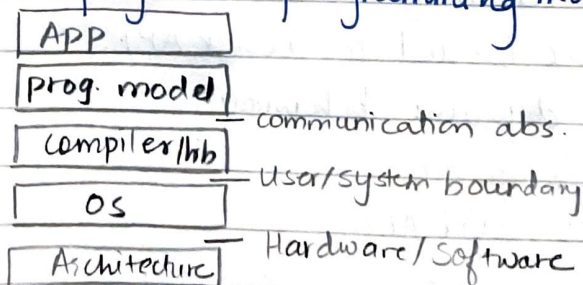 App
prog. model
communication abs.
compiler/lib
User/system boundary
OS
Hardware/Software
Architecture